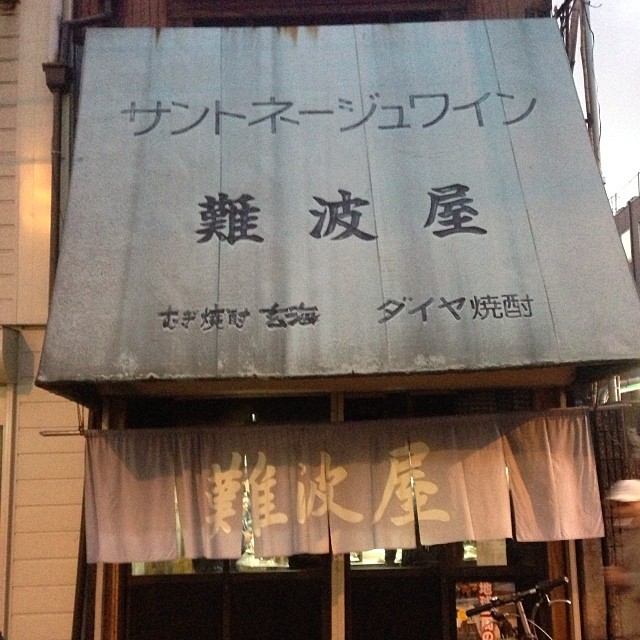 サントネージュワイン
難波屋
むぎ焼酎 玄海 ダイヤ焼酎
難波屋